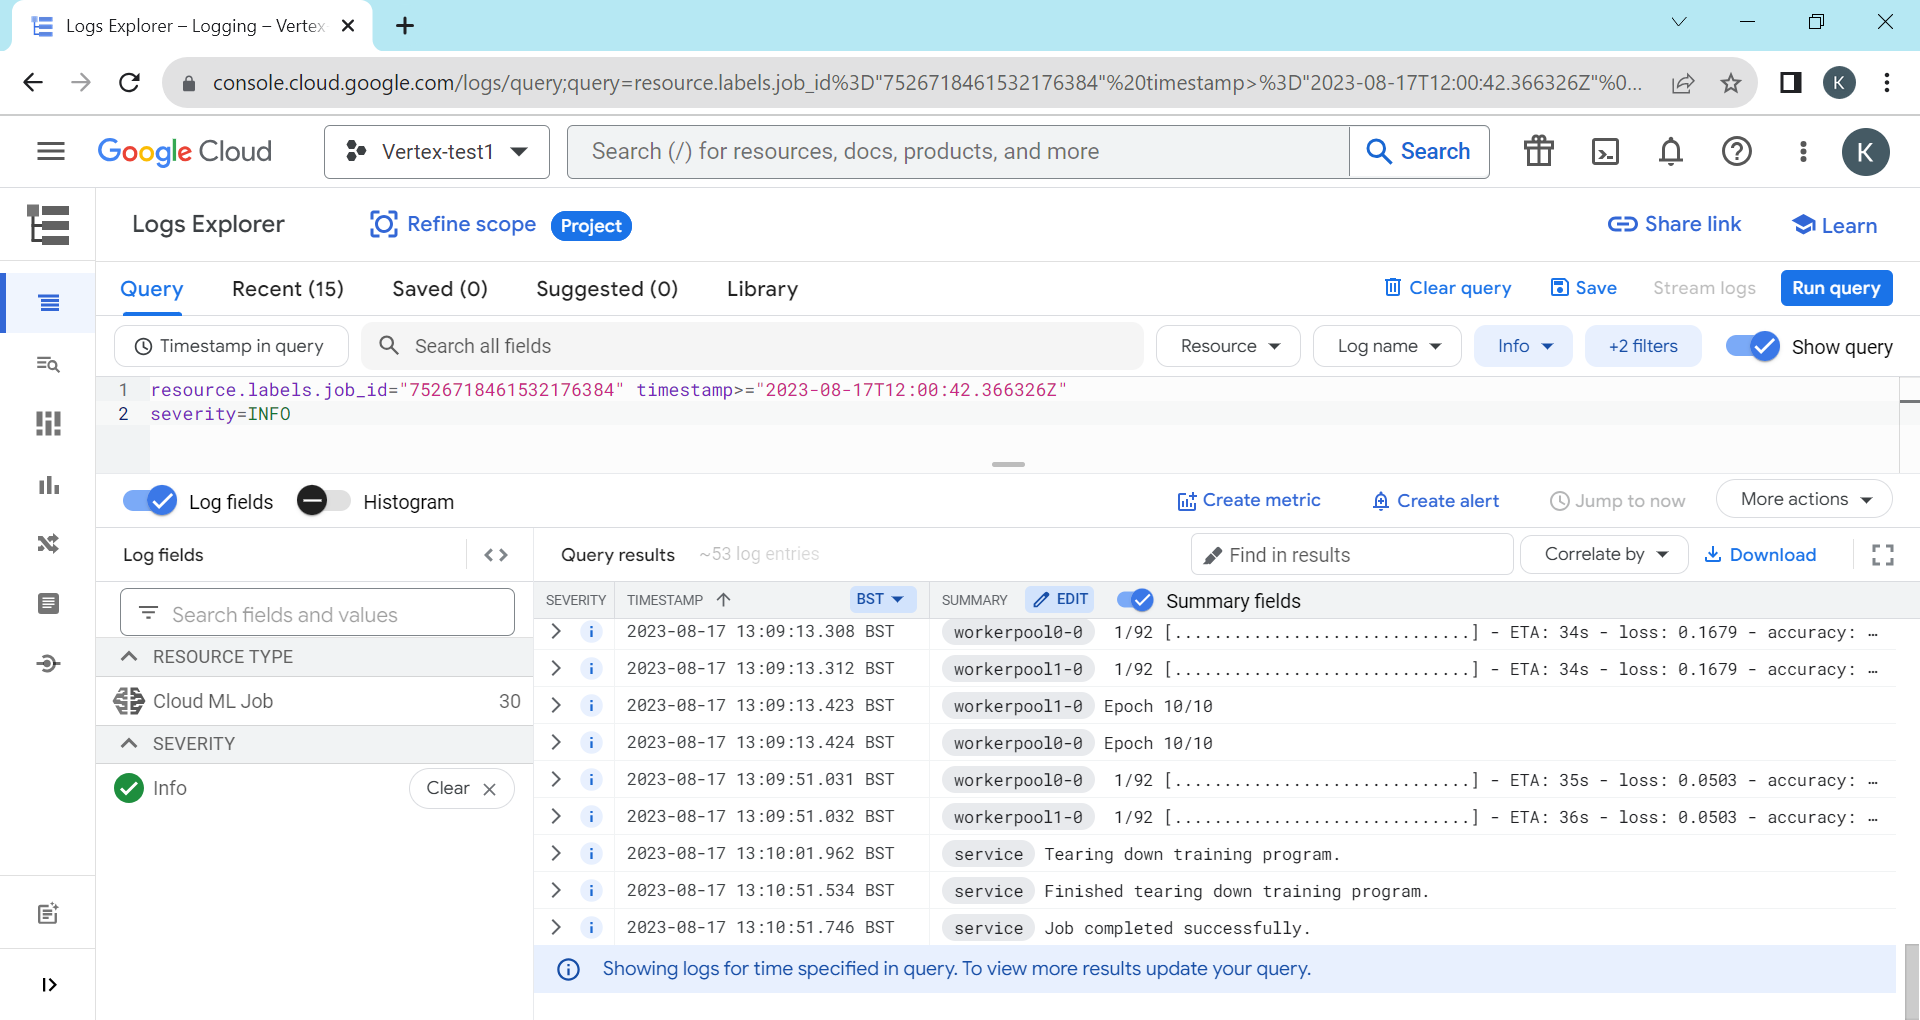 Logs Explorer – Logging – Vertex
console.cloud.google.com/logs/query;query=resource.labels.job_id%3D"7526718461532176384"%20timestamp>%3D"2023-08-17T12:00:42.366326Z"%0...
K
Google Cloud
Vertex-test1
Search (/) for resources, docs, products, and more
Search
K
Logs Explorer
Refine scope
Project
Share link
Learn
Query
Recent (15)
Saved (0)
Suggested (0)
Library
Clear query
Save
Stream logs
Run query
Timestamp in query
Search all fields
Resource
Log name
Info
+2 filters
Show query
1 resource.labels.job_id="7526718461532176384" timestamp>="2023-08-17T12:00:42.366326Z"
2 severity=INFO
Log fields
Histogram
Create metric
Create alert
Jump to now
More actions
Log fields
Search fields and values
RESOURCE TYPE
Cloud ML Job 30
SEVERITY
Info
Clear
Query results
~53 log entries
Find in results
Correlate by
Download
SEVERITY TIMESTAMP BST SUMMARY EDIT Summary fields
2023-08-17 13:09:13.308 BST workerpool0-0 1/92 [..............................] - ETA: 34s - loss: 0.1679 - accuracy: …
2023-08-17 13:09:13.312 BST workerpool1-0 1/92 [..............................] - ETA: 34s - loss: 0.1679 - accuracy: …
2023-08-17 13:09:13.423 BST workerpool1-0 Epoch 10/10
2023-08-17 13:09:13.424 BST workerpool0-0 Epoch 10/10
2023-08-17 13:09:51.031 BST workerpool0-0 1/92 [..............................] - ETA: 35s - loss: 0.0503 - accuracy: …
2023-08-17 13:09:51.032 BST workerpool1-0 1/92 [..............................] - ETA: 36s - loss: 0.0503 - accuracy: …
2023-08-17 13:10:01.962 BST service Tearing down training program.
2023-08-17 13:10:51.534 BST service Finished tearing down training program.
2023-08-17 13:10:51.746 BST service Job completed successfully.
Showing logs for time specified in query. To view more results update your query.